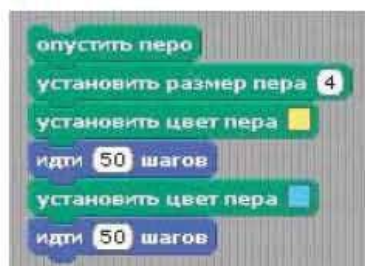 опустить перо
установить размер пера 4
установить цвет пера
идти 50 шагов
установить цвет пера
идти 50 шагов